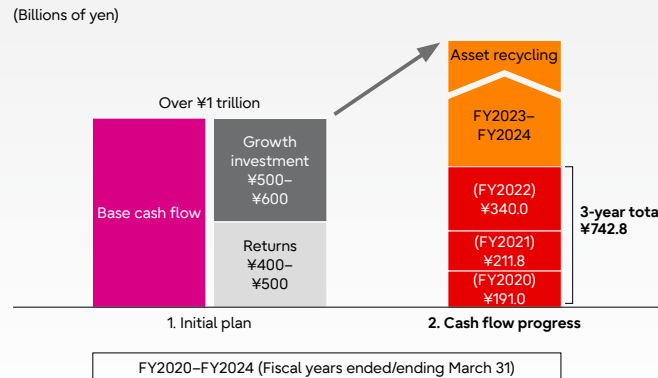 (Billions of yen)
Over ¥1 trillion
Base cash flow
Growth
investment
¥500–
¥600
Returns
¥400–
¥500
1. Initial plan
Asset recycling
FY2023–
FY2024
(FY2022)
¥340.0
(FY2021)
¥211.8
(FY2020)
¥191.0
3-year total
¥742.8
2. Cash flow progress
FY2020–FY2024 (Fiscal years ended/ending March 31)